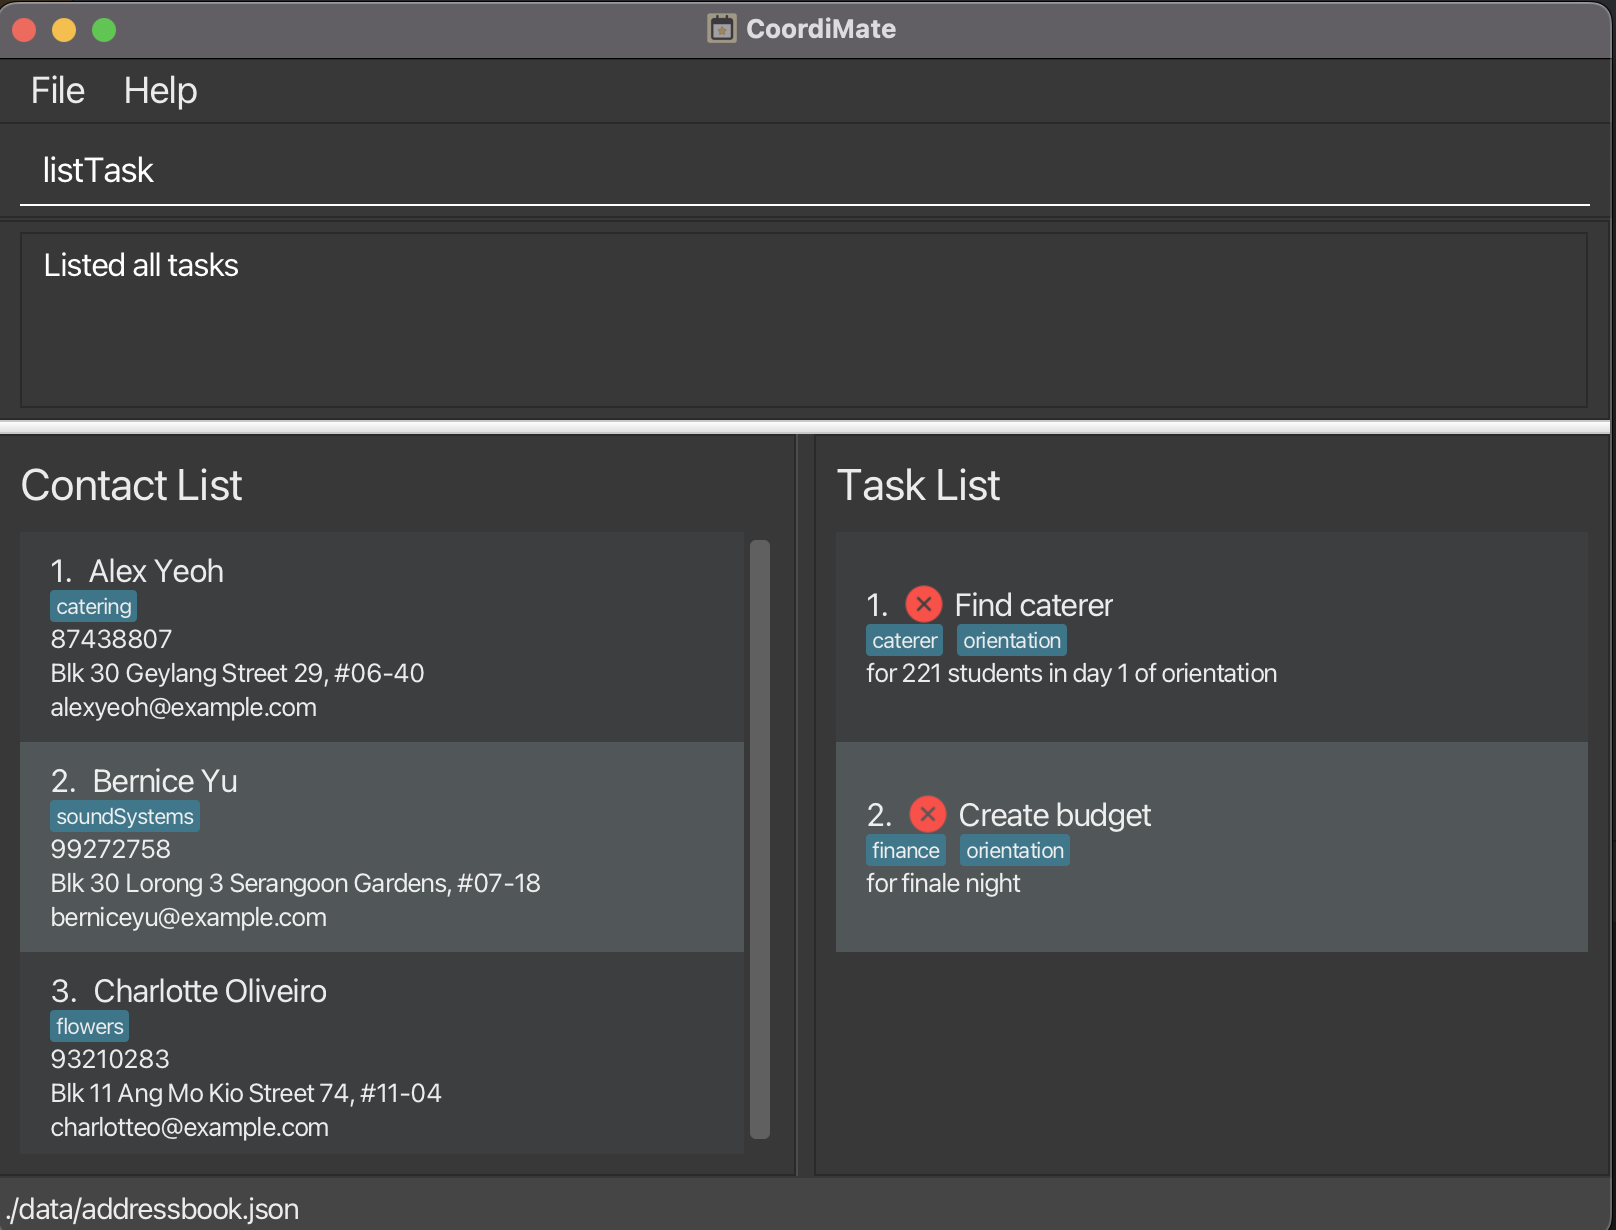 CoordiMate
File Help
listTask
Listed all tasks
Contact List
1. Alex Yeoh
catering
87438807
Blk 30 Geylang Street 29, #06-40
alexyeoh@example.com
2. Bernice Yu
soundSystems
99272758
Blk 30 Lorong 3 Serangoon Gardens, #07-18
berniceyu@example.com
3. Charlotte Oliveiro
flowers
93210283
Blk 11 Ang Mo Kio Street 74, #11-04
charlotteo@example.com
Task List
1. Find caterer
caterer orientation
for 221 students in day 1 of orientation
2. Create budget
finance orientation
for finale night
./data/addressbook.json